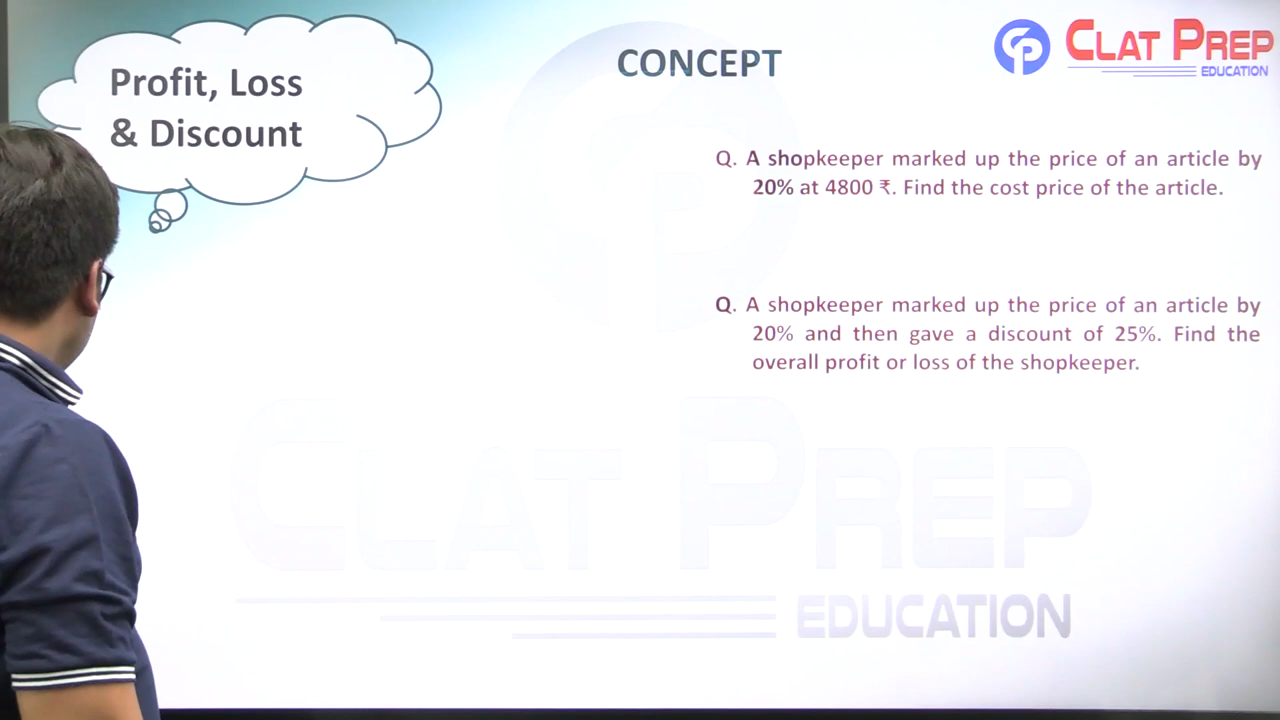 Profit, Loss
& Discount
CONCEPT
CLAT PREP
EDUCATION
Q. A shopkeeper marked up the price of an article by
20% at 4800 ₹. Find the cost price of the article.
Q. A shopkeeper marked up the price of an article by
20% and then gave a discount of 25%. Find the
overall profit or loss of the shopkeeper.
CLAT PREP
EDUCATION